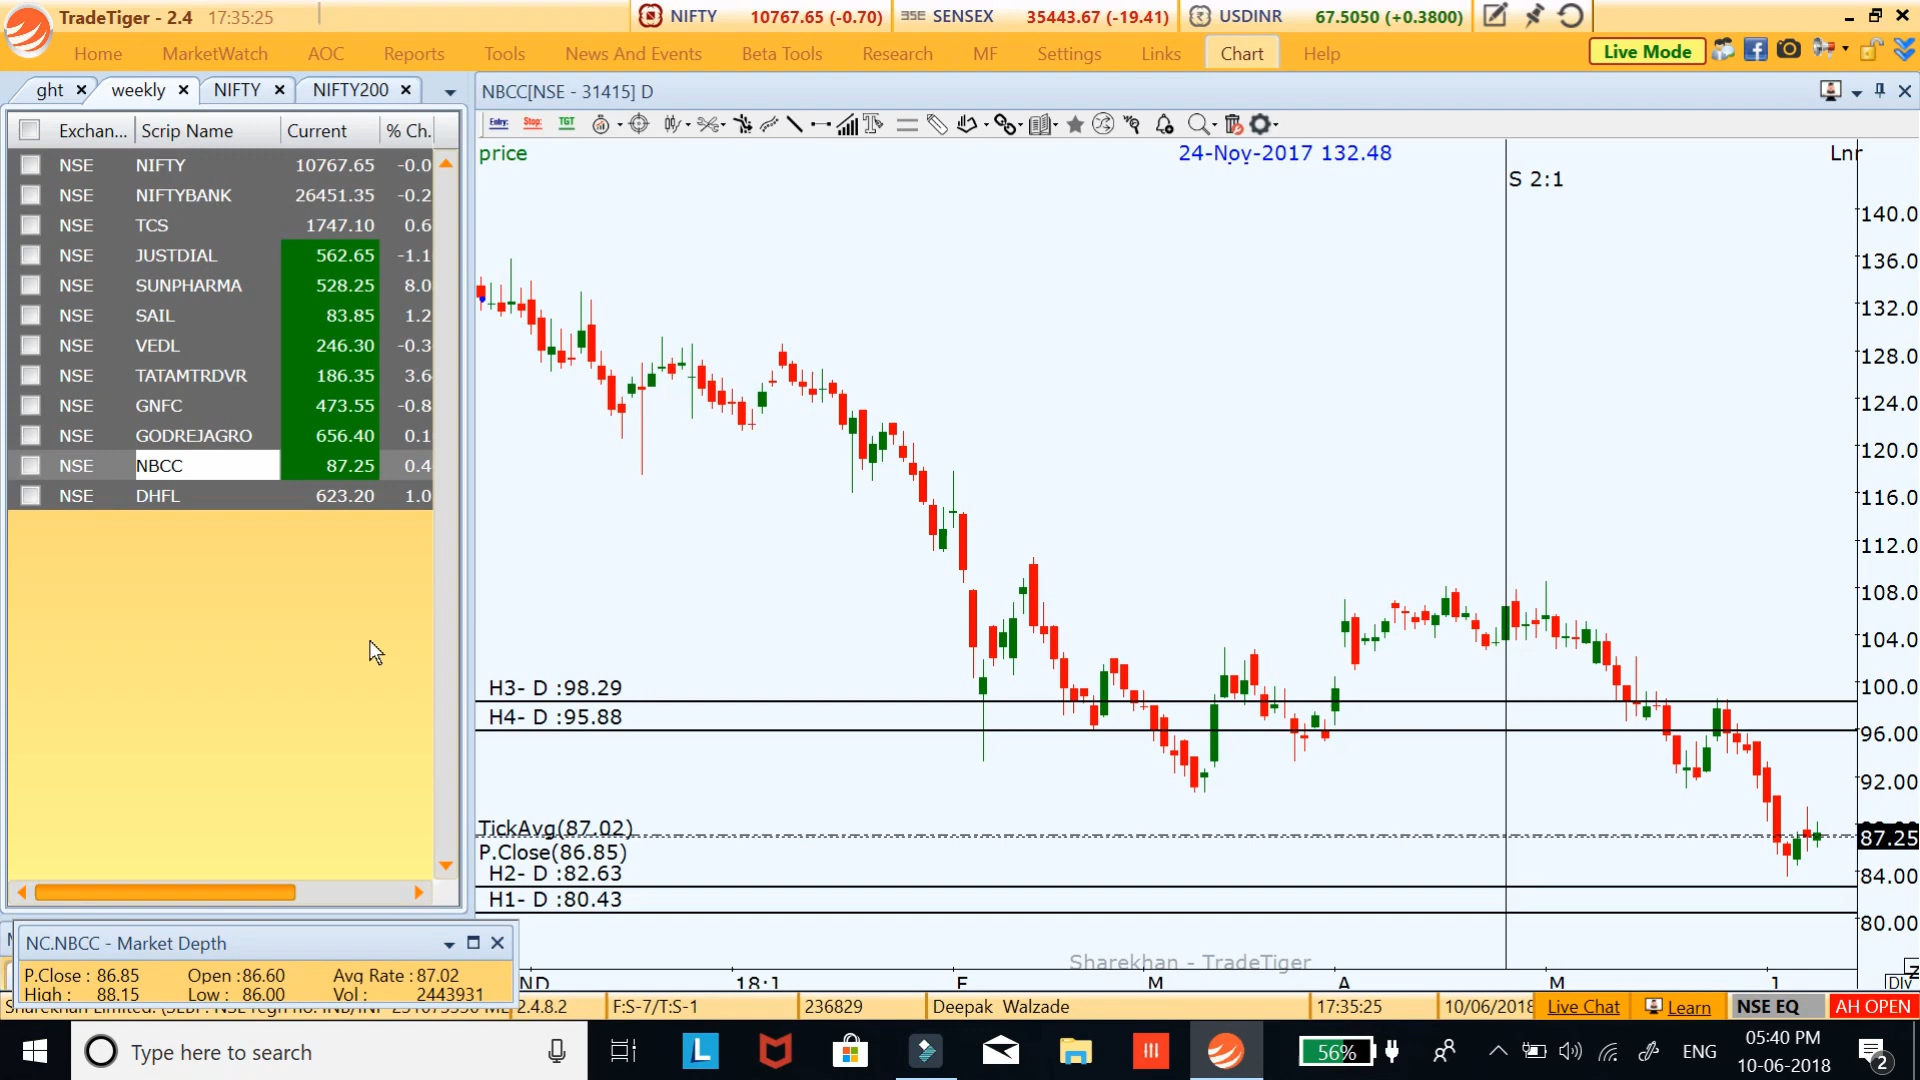 TradeTiger - 2.4 17:35:25 NIFTY 10767.65 (-0.70) SENSEX 35443.67 (-19.41) USDINR 67.5050 (+0.3800)
Home MarketWatch AOC Reports Tools News And Events Beta Tools Research MF Settings Links Chart Help Live Mode
ght weekly NIFTY NIFTY200 NBCC[NSE - 31415] D
Exchan... Scrip Name Current % Ch.
Entry: Stop: TGT
price 24-Nov-2017 132.48 Lnr
S 2:1
NSE NIFTY 10767.65 -0.0
NSE NIFTYBANK 26451.35 -0.2
NSE TCS 1747.10 0.6
NSE JUSTDIAL 562.65 -1.1
NSE SUNPHARMA 528.25 8.0
NSE SAIL 83.85 1.2
NSE VEDL 246.30 -0.3
NSE TATAMTRDVR 186.35 3.6
NSE GNFC 473.55 -0.8
NSE GODREJAGRO 656.40 0.1
NSE NBCC 87.25 0.4
NSE DHFL 623.20 1.0
140.0
136.0
132.0
128.0
124.0
120.0
116.0
112.0
108.0
104.0
100.0
96.00
92.00
87.25
84.00
80.00
H3- D :98.29
H4- D :95.88
TickAvg(87.02)
P.Close(86.85)
H2- D :82.63
H1- D :80.43
Sharekhan - TradeTiger
ND 18:1 F M A M J
DIV
NC.NBCC - Market Depth
P.Close : 86.85 Open :86.60 Avg Rate :87.02
High : 88.15 Low : 86.00 Vol : 2443931
2.4.8.2 F:S-7/T:S-1 236829 Deepak Walzade 17:35:25 10/06/2018 Live Chat Learn NSE EQ AH OPEN
Type here to search 56% ENG 05:40 PM
10-06-2018 2